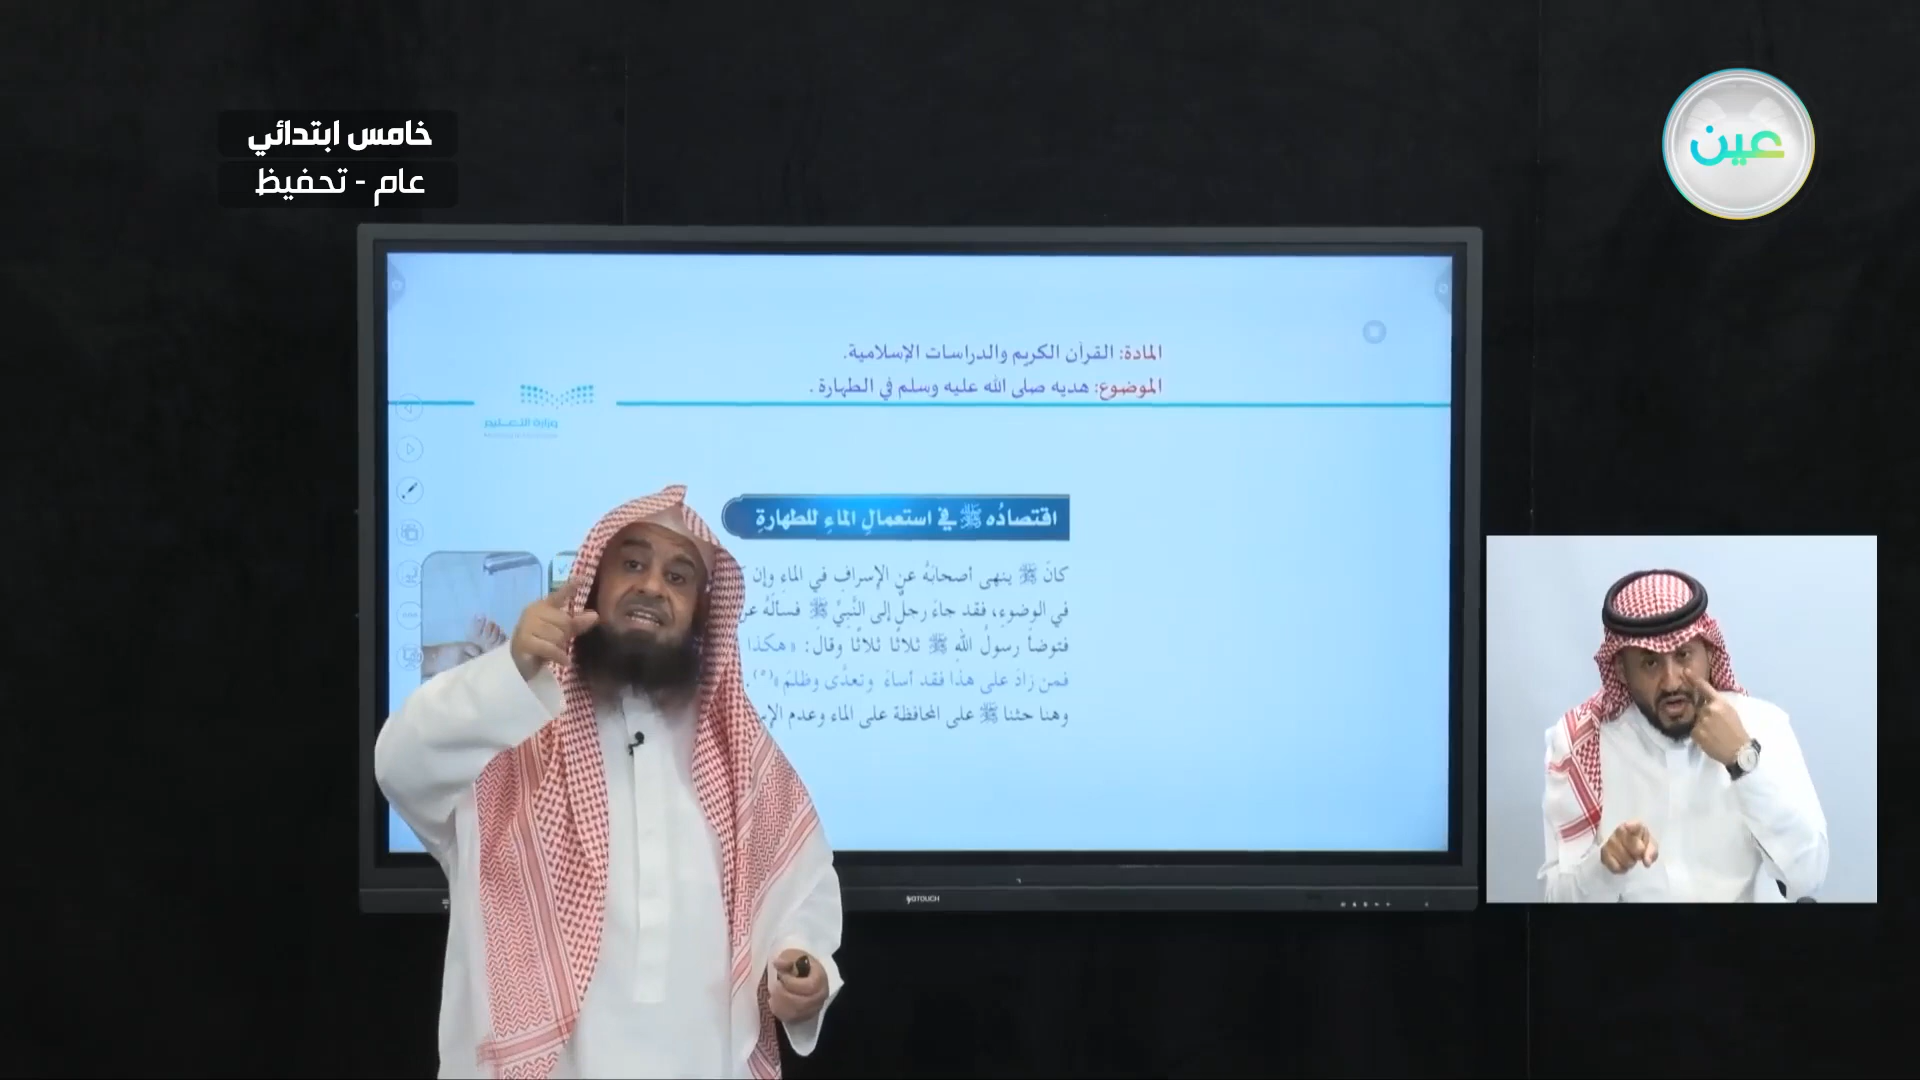 خامس ابتدائي
عام - تحفيظ
عين
المادة: القرآن الكريم والدراسات الإسلامية.
الموضوع: هديه صلى الله عليه وسلم في الطهارة .
وزارة التعليم
اقتصادُه ﷺ في استعمالِ الماءِ للطهارةِ
كانَ ﷺ ينهى أصحابَهُ عنِ الإسرافِ في الماءِ وإن
في الوضوءِ، فقد جاءَ رجلٌ إلى النَّبِيِّ ﷺ فسألَهُ عن
فتوضأَ رسولُ اللهِ ﷺ ثلاثًا ثلاثًا وقالَ: «هكذا
فمن زادَ على هذا فقد أساءَ وتعدَّى وظلمَ»(٥).
وهنا حثنا ﷺ على المحافظة على الماء وعدم
YOTOUCH